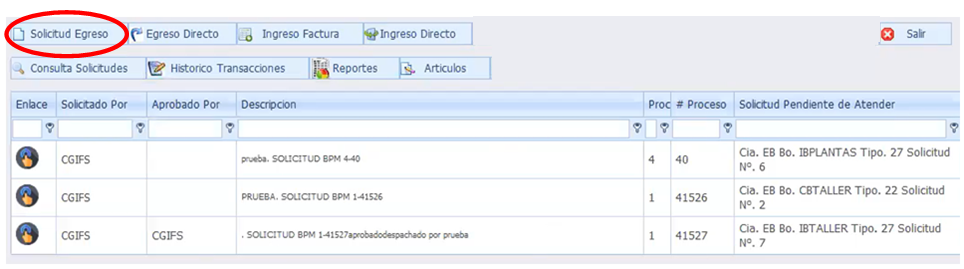 Solicitud Egreso Egreso Directo Ingreso Factura Ingreso Directo Salir
Consulta Solicitudes Historico Transacciones Reportes Articulos
Enlace Solicitado Por Aprobado Por Descripcion Proc # Proceso Solicitud Pendiente de Atender
CGIFS prueba. SOLICITUD BPM 4-40 4 40 Cia. EB Bo. IBPLANTAS Tipo. 27 Solicitud
Nº. 6
CGIFS PRUEBA. SOLICITUD BPM 1-41526 1 41526 Cia. EB Bo. CBTALLER Tipo. 22 Solicitud
Nº. 2
CGIFS CGIFS . SOLICITUD BPM 1-41527aprobadodespachado por prueba 1 41527 Cia. EB Bo. IBTALLER Tipo. 27 Solicitud
Nº. 7